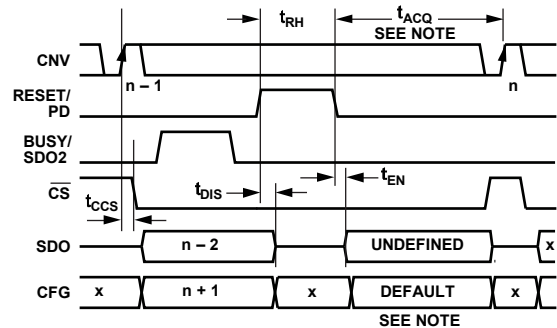 tRH
tACQ
SEE NOTE
CNV
n – 1
n
RESET/
PD
BUSY/
SDO2
CS
tCCS
tDIS
tEN
SDO
n – 2
UNDEFINED
x
CFG
x
n + 1
x
DEFAULT
x
x
SEE NOTE